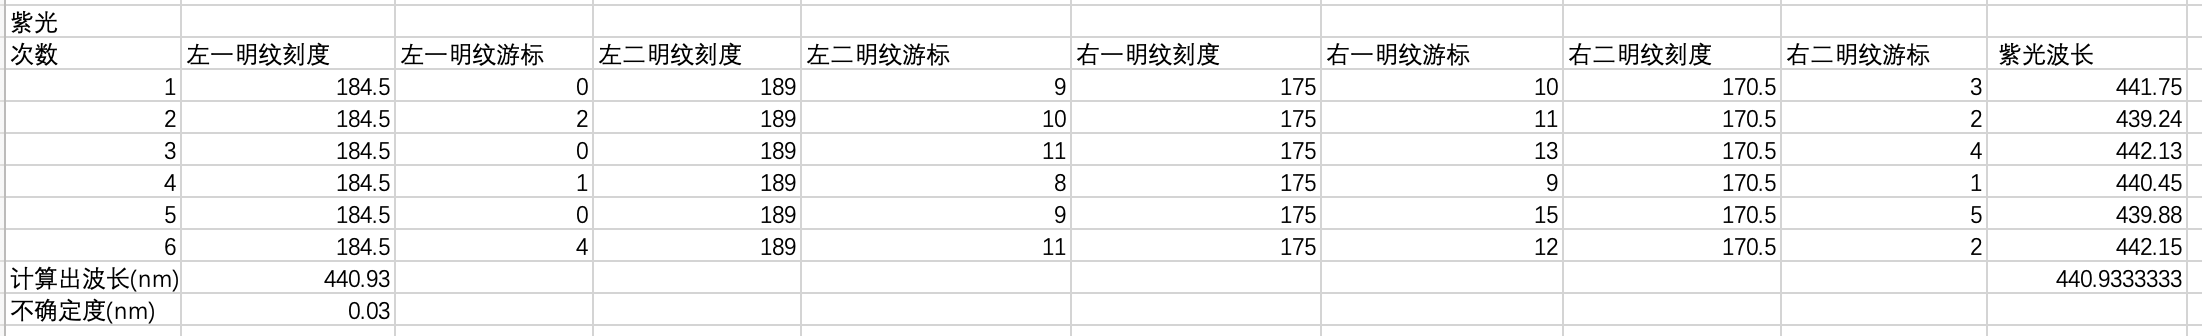 紫光
次数 左一明纹刻度 左一明纹游标 左二明纹刻度 左二明纹游标 右一明纹刻度 右一明纹游标 右二明纹刻度 右二明纹游标 紫光波长
1 184.5 0 189 9 175 10 170.5 3 441.75
2 184.5 2 189 10 175 11 170.5 2 439.24
3 184.5 0 189 11 175 13 170.5 4 442.13
4 184.5 1 189 8 175 9 170.5 1 440.45
5 184.5 0 189 9 175 15 170.5 5 439.88
6 184.5 4 189 11 175 12 170.5 2 442.15
计算出波长(nm) 440.93 440.9333333
不确定度(nm) 0.03